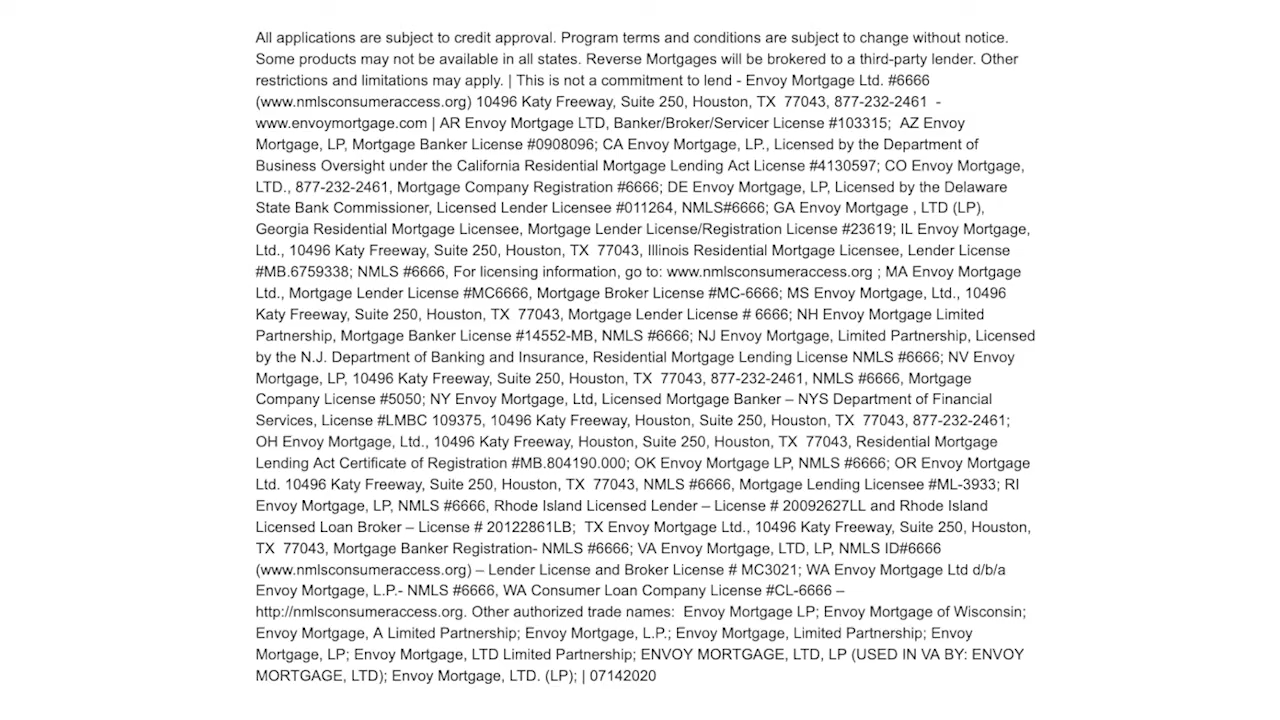 All applications are subject to credit approval. Program terms and conditions are subject to change without notice.
Some products may not be available in all states. Reverse Mortgages will be brokered to a third-party lender. Other
restrictions and limitations may apply. | This is not a commitment to lend - Envoy Mortgage Ltd. #6666
(www.nmlsconsumeraccess.org) 10496 Katy Freeway, Suite 250, Houston, TX  77043, 877-232-2461  -
www.envoymortgage.com | AR Envoy Mortgage LTD, Banker/Broker/Servicer License #103315;  AZ Envoy
Mortgage, LP, Mortgage Banker License #0908096; CA Envoy Mortgage, LP., Licensed by the Department of
Business Oversight under the California Residential Mortgage Lending Act License #4130597; CO Envoy Mortgage,
LTD., 877-232-2461, Mortgage Company Registration #6666; DE Envoy Mortgage, LP, Licensed by the Delaware
State Bank Commissioner, Licensed Lender Licensee #011264, NMLS#6666; GA Envoy Mortgage , LTD (LP),
Georgia Residential Mortgage Licensee, Mortgage Lender License/Registration License #23619; IL Envoy Mortgage,
Ltd., 10496 Katy Freeway, Suite 250, Houston, TX  77043, Illinois Residential Mortgage Licensee, Lender License
#MB.6759338; NMLS #6666, For licensing information, go to: www.nmlsconsumeraccess.org ; MA Envoy Mortgage
Ltd., Mortgage Lender License #MC6666, Mortgage Broker License #MC-6666; MS Envoy Mortgage, Ltd., 10496
Katy Freeway, Suite 250, Houston, TX  77043, Mortgage Lender License # 6666; NH Envoy Mortgage Limited
Partnership, Mortgage Banker License #14552-MB, NMLS #6666; NJ Envoy Mortgage, Limited Partnership, Licensed
by the N.J. Department of Banking and Insurance, Residential Mortgage Lending License NMLS #6666; NV Envoy
Mortgage, LP, 10496 Katy Freeway, Suite 250, Houston, TX  77043, 877-232-2461, NMLS #6666, Mortgage
Company License #5050; NY Envoy Mortgage, Ltd, Licensed Mortgage Banker – NYS Department of Financial
Services, License #LMBC 109375, 10496 Katy Freeway, Houston, Suite 250, Houston, TX  77043, 877-232-2461;
OH Envoy Mortgage, Ltd., 10496 Katy Freeway, Houston, Suite 250, Houston, TX  77043, Residential Mortgage
Lending Act Certificate of Registration #MB.804190.000; OK Envoy Mortgage LP, NMLS #6666; OR Envoy Mortgage
Ltd. 10496 Katy Freeway, Suite 250, Houston, TX  77043, NMLS #6666, Mortgage Lending Licensee #ML-3933; RI
Envoy Mortgage, LP, NMLS #6666, Rhode Island Licensed Lender – License # 20092627LL and Rhode Island
Licensed Loan Broker – License # 20122861LB;  TX Envoy Mortgage Ltd., 10496 Katy Freeway, Suite 250, Houston,
TX  77043, Mortgage Banker Registration- NMLS #6666; VA Envoy Mortgage, LTD, LP, NMLS ID#6666
(www.nmlsconsumeraccess.org) – Lender License and Broker License # MC3021; WA Envoy Mortgage Ltd d/b/a
Envoy Mortgage, L.P.- NMLS #6666, WA Consumer Loan Company License #CL-6666 –
http://nmlsconsumeraccess.org. Other authorized trade names:  Envoy Mortgage LP; Envoy Mortgage of Wisconsin;
Envoy Mortgage, A Limited Partnership; Envoy Mortgage, L.P.; Envoy Mortgage, Limited Partnership; Envoy
Mortgage, LP; Envoy Mortgage, LTD Limited Partnership; ENVOY MORTGAGE, LTD, LP (USED IN VA BY: ENVOY
MORTGAGE, LTD); Envoy Mortgage, LTD. (LP); | 07142020